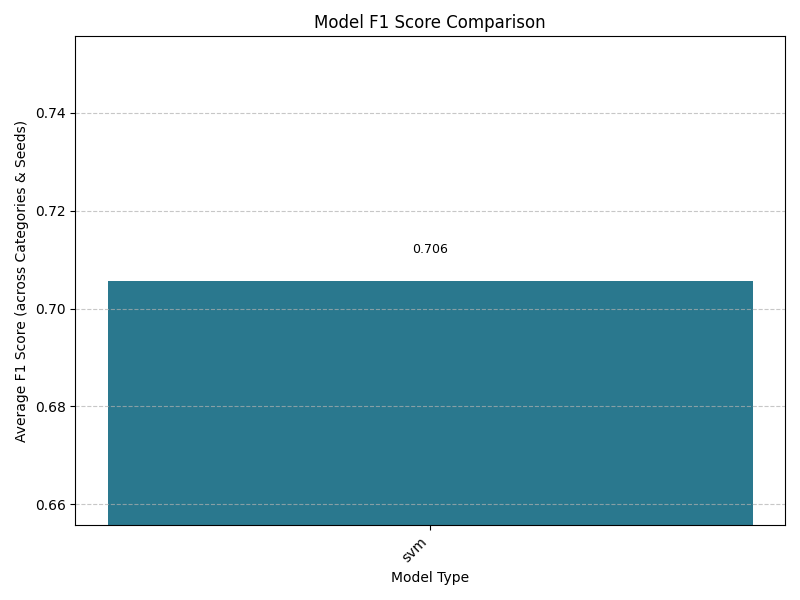 Model F1 Score Comparison
Average F1 Score (across Categories & Seeds)
0.74
0.72
0.706
0.70
0.68
0.66
svm
Model Type